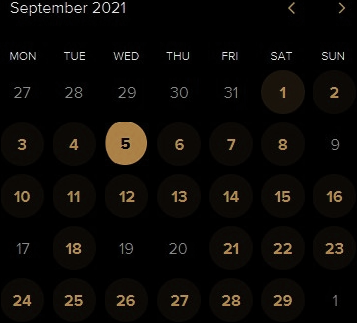 September 2021
MON TUE WED THU FRI SAT SUN
27 28 29 30 31 1 2
3 4 5 6 7 8 9
10 11 12 13 14 15 16
17 18 19 20 21 22 23
24 25 26 27 28 29 1